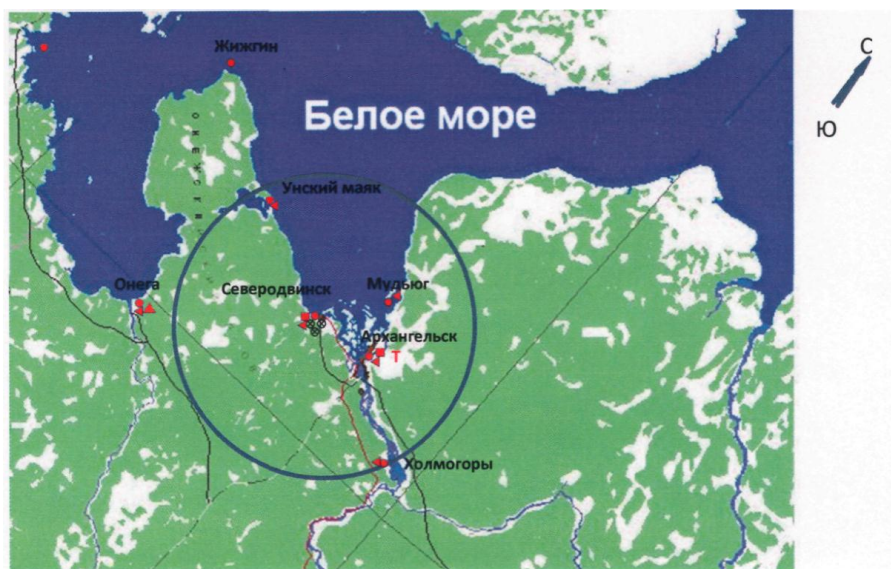 Жижгин
С
Ю
Белое море
Унский маяк
Онега
Северодвинск
Мудьюг
Архангельск
Т
Холмогоры